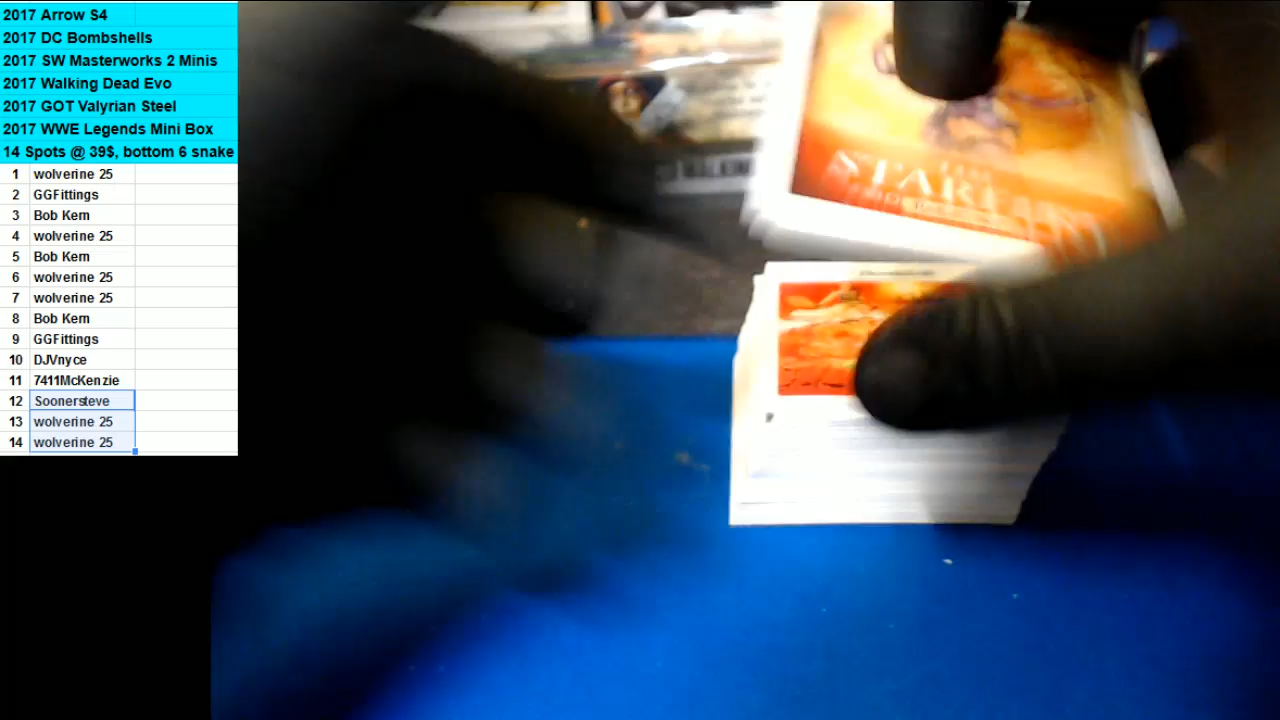 2017 Arrow S4
2017 DC Bombshells
2017 SW Masterworks 2 Minis
2017 Walking Dead Evo
2017 GOT Valyrian Steel
2017 WWE Legends Mini Box
14 Spots @ 39$, bottom 6 snake
1 wolverine 25
2 GGFittings
3 Bob Kern
4 wolverine 25
5 Bob Kern
6 wolverine 25
7 wolverine 25
8 Bob Kern
9 GGFittings
10 DJVnyce
11 7411McKenzie
12 Soonersteve
13 wolverine 25
14 wolverine 25